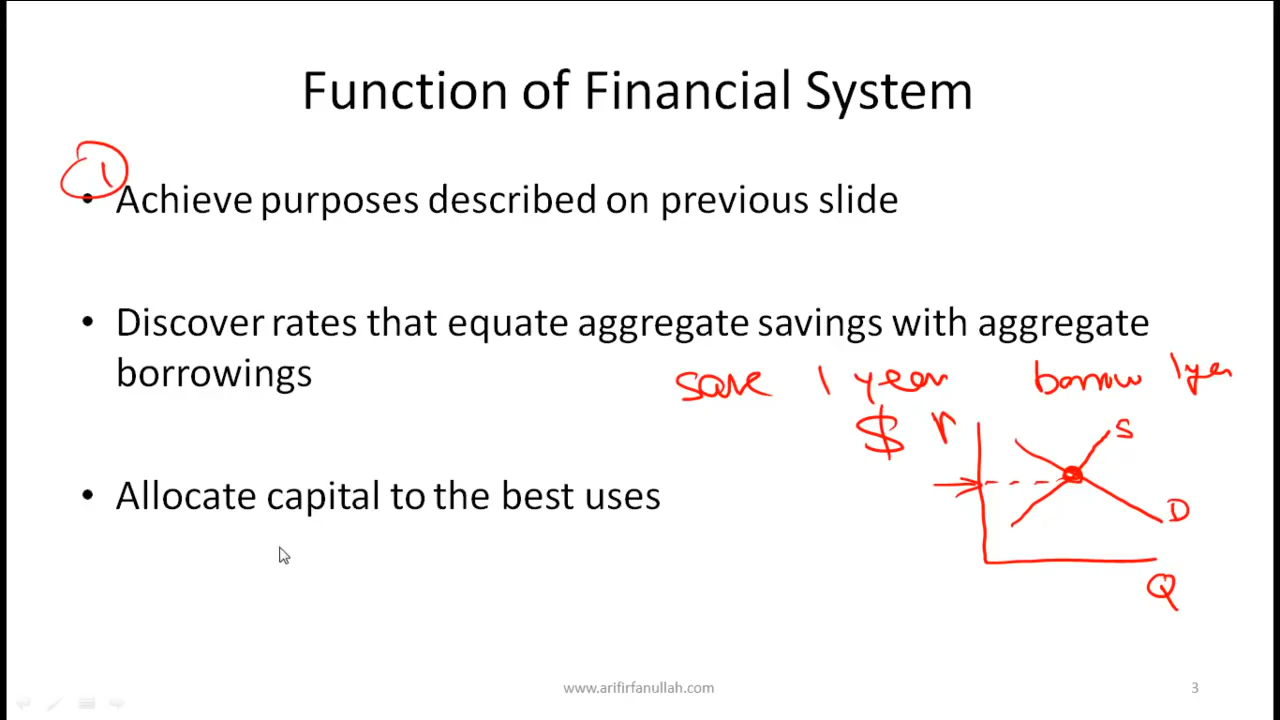 Function of Financial System
1
• Achieve purposes described on previous slide
• Discover rates that equate aggregate savings with aggregate
borrowings
save 1 year borrow 1 yer
$ r
S
• Allocate capital to the best uses
D
Q
www.arifirfanullah.com
3